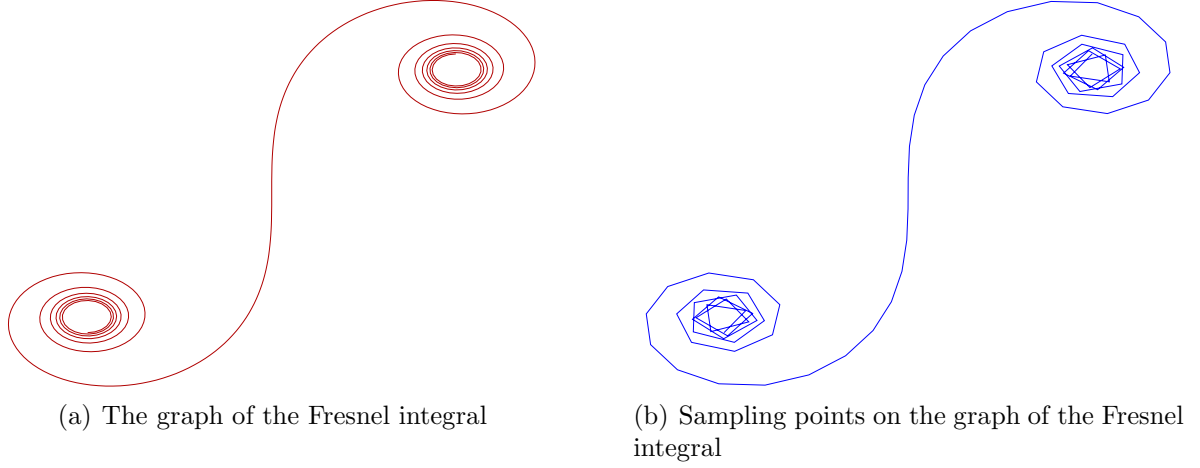 (a) The graph of the Fresnel integral
(b) Sampling points on the graph of the Fresnel
integral